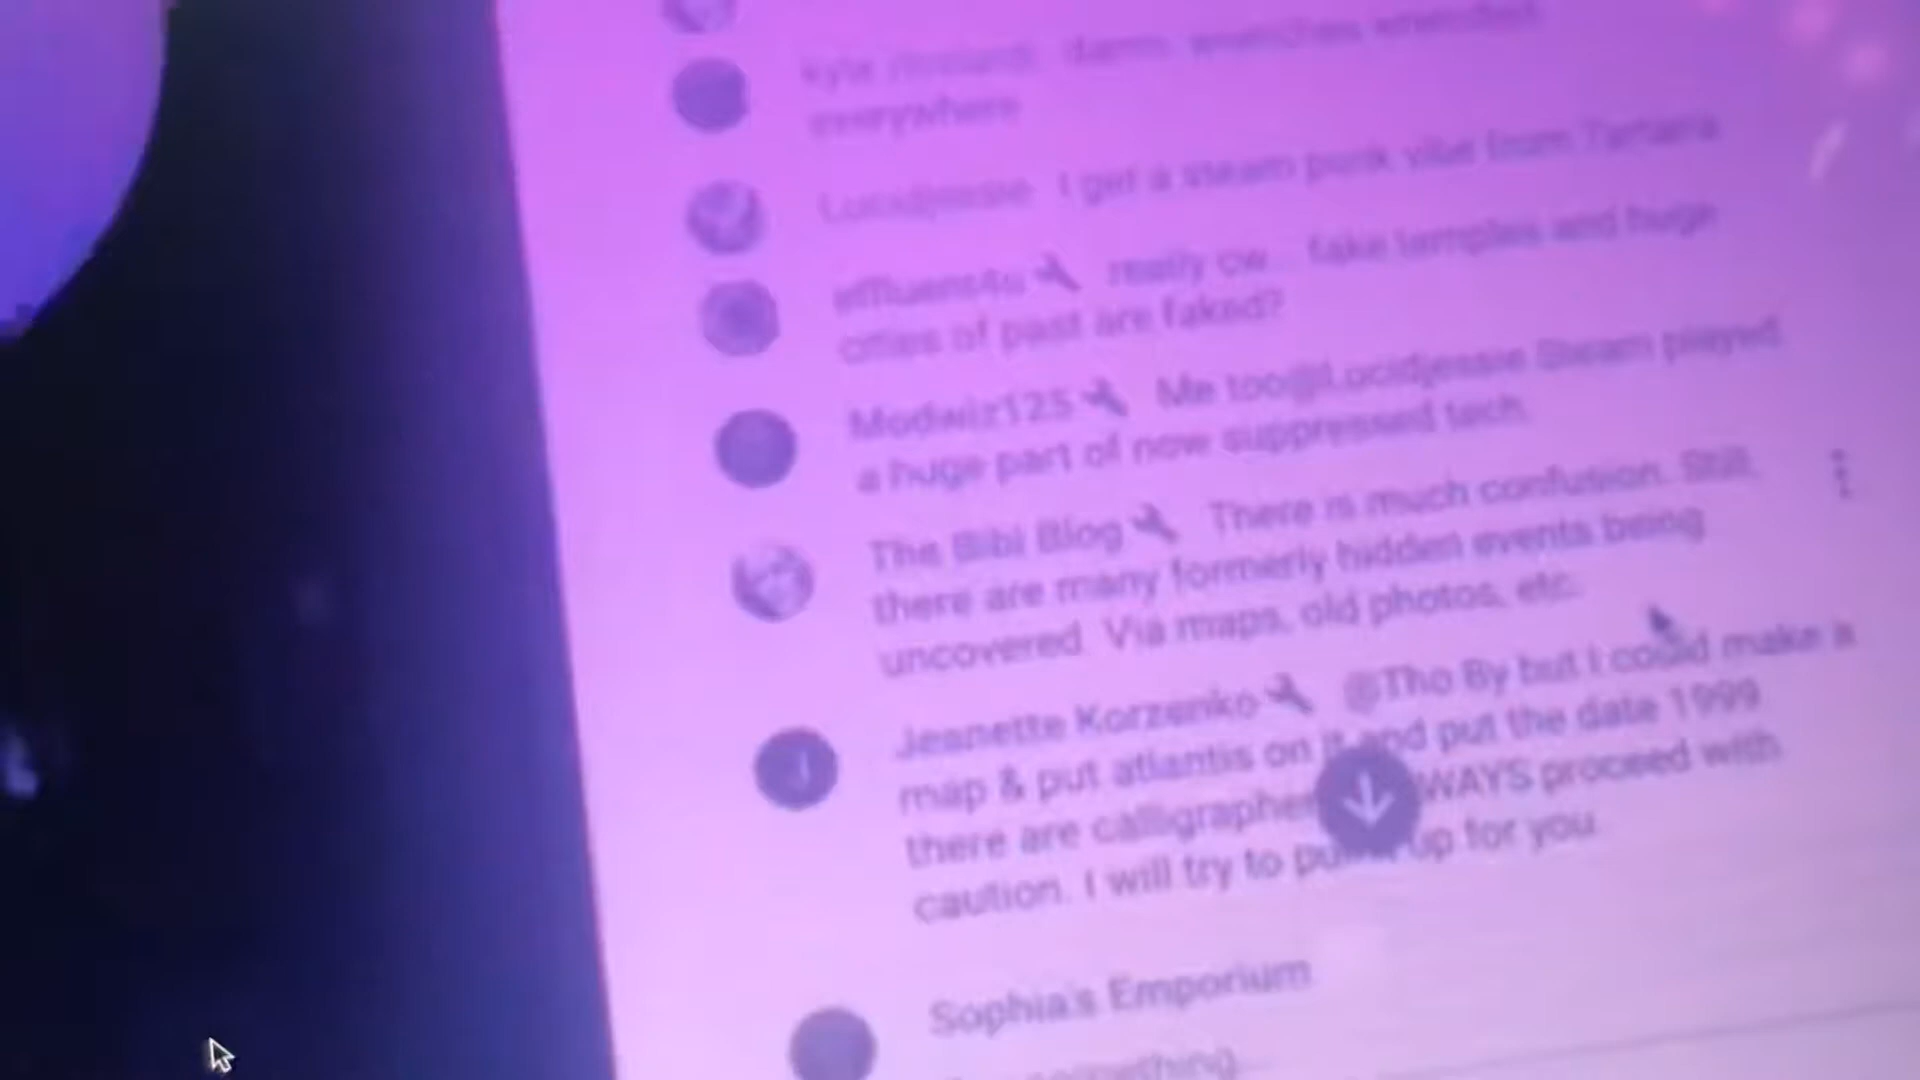 everywhere
Lucidjessie I get a steam punk vibe from Tartaria
really cw... fake temples and huge
cities of past are faked?
Modwiz125 Me too@Lucidjessie Steam played
a huge part of now suppressed tech.
The Bibi Blog There is much confusion. Still,
there are many formerly hidden events being
uncovered. Via maps, old photos, etc.
Jeanette Korzenko @Tho By but I could make a
map & put atlantis on it and put the date 1999
there are proceed with
caution. I will try to up for you.
Sophia's Emporium